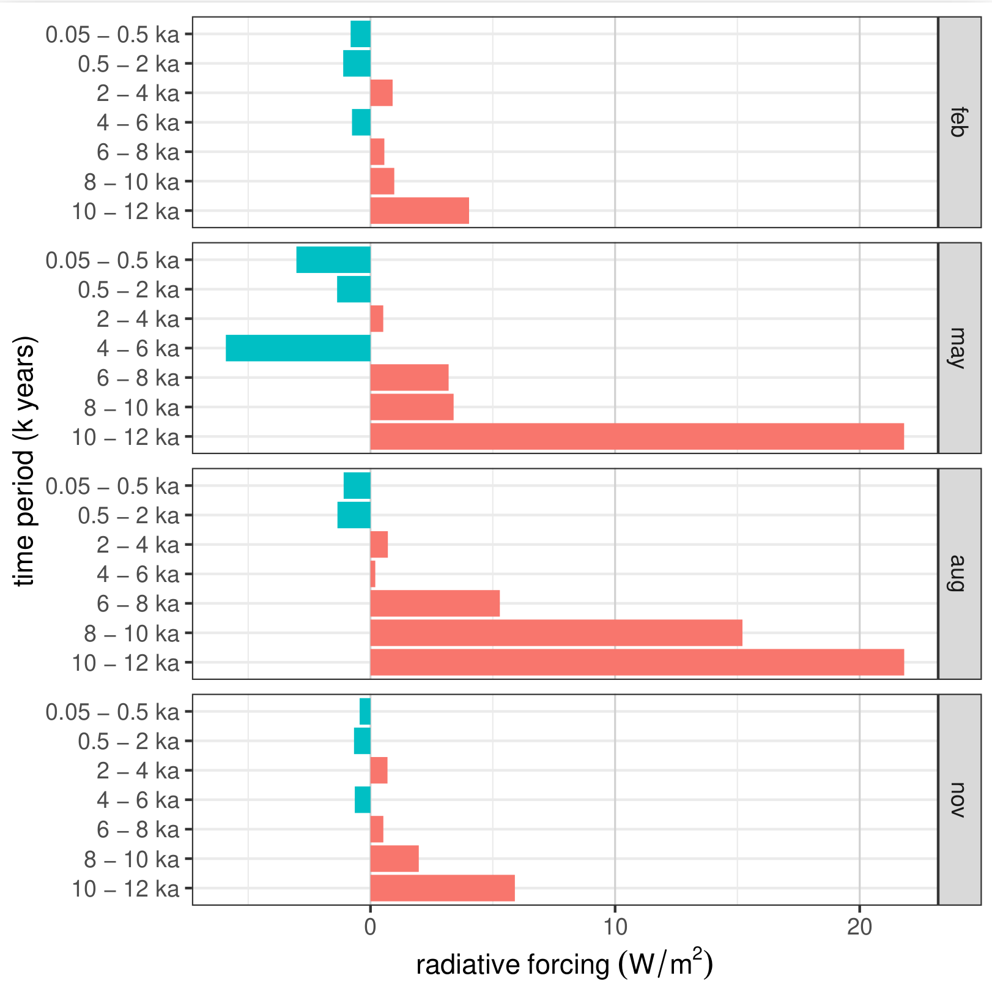 0.05 − 0.5 ka
0.5 − 2 ka
2 − 4 ka
4 − 6 ka
6 − 8 ka
8 − 10 ka
10 − 12 ka
feb
0.05 − 0.5 ka
0.5 − 2 ka
2 − 4 ka
4 − 6 ka
6 − 8 ka
8 − 10 ka
10 − 12 ka
may
time period (k years)
0.05 − 0.5 ka
0.5 − 2 ka
2 − 4 ka
4 − 6 ka
6 − 8 ka
8 − 10 ka
10 − 12 ka
aug
0.05 − 0.5 ka
0.5 − 2 ka
2 − 4 ka
4 − 6 ka
6 − 8 ka
8 − 10 ka
10 − 12 ka
nov
0 10 20
radiative forcing (W/m²)